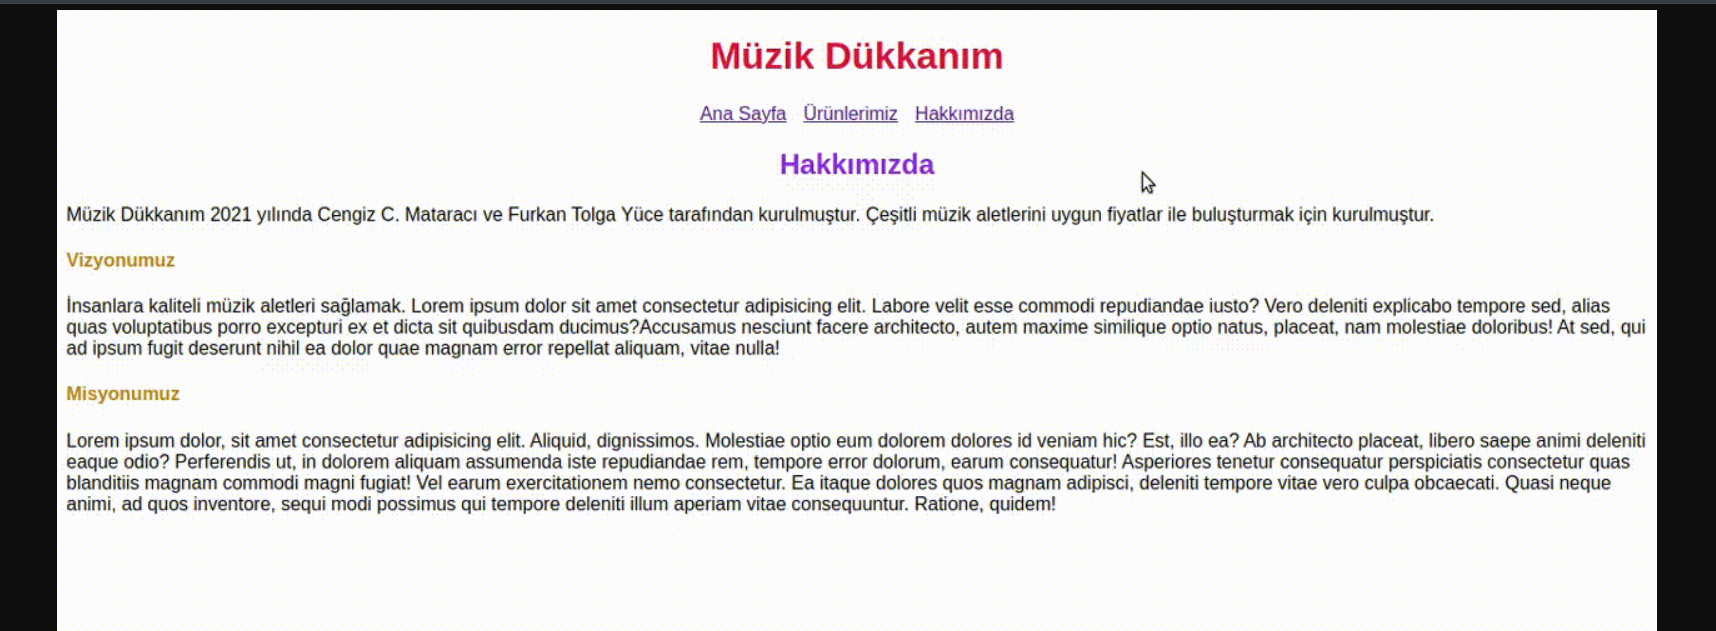 Müzik Dükkanım
Ana Sayfa Ürünlerimiz Hakkımızda
Hakkımızda
Müzik Dükkanım 2021 yılında Cengiz C. Mataracı ve Furkan Tolga Yüce tarafından kurulmuştur. Çeşitli müzik aletlerini uygun fiyatlar ile buluşturmak için kurulmuştur.
Vizyonumuz
İnsanlara kaliteli müzik aletleri sağlamak. Lorem ipsum dolor sit amet consectetur adipisicing elit. Labore velit esse commodi repudiandae iusto? Vero deleniti explicabo tempore sed, alias
quas voluptatibus porro excepturi ex et dicta sit quibusdam ducimus?Accusamus nesciunt facere architecto, autem maxime similique optio natus, placeat, nam molestiae doloribus! At sed, qui
ad ipsum fugit deserunt nihil ea dolor quae magnam error repellat aliquam, vitae nulla!
Misyonumuz
Lorem ipsum dolor, sit amet consectetur adipisicing elit. Aliquid, dignissimos. Molestiae optio eum dolorem dolores id veniam hic? Est, illo ea? Ab architecto placeat, libero saepe animi deleniti
eaque odio? Perferendis ut, in dolorem aliquam assumenda iste repudiandae rem, tempore error dolorum, earum consequatur! Asperiores tenetur consequatur perspiciatis consectetur quas
blanditiis magnam commodi magni fugiat! Vel earum exercitationem nemo consectetur. Ea itaque dolores quos magnam adipisci, deleniti tempore vitae vero culpa obcaecati. Quasi neque
animi, ad quos inventore, sequi modi possimus qui tempore deleniti illum aperiam vitae consequuntur. Ratione, quidem!